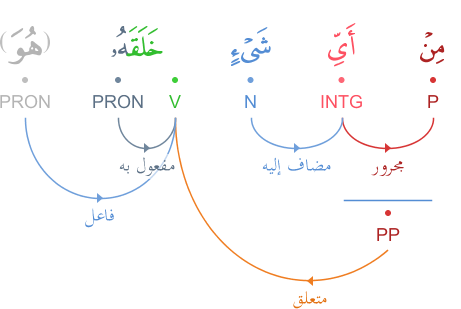 مِنْ أَيِّ شَىْءٍ خَلَقَهُۥ (هُوَ)
P INTG N V PRON PRON
مجرور مضاف إليه مفعول به
فاعل
PP
متعلق